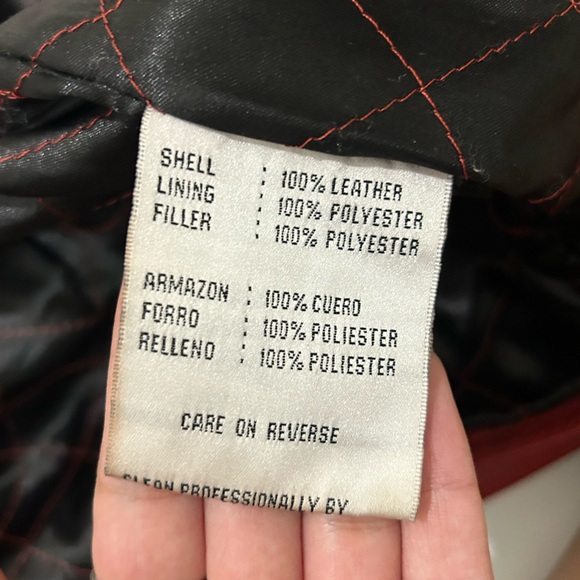 SHELL : 100% LEATHER
LINING : 100% POLYESTER
FILLER : 100% POLYESTER
ARMAZON : 100% CUERO
FORRO : 100% POLIESTER
RELLENO : 100% POLIESTER
CARE ON REVERSE
CLEAN PROFESSIONALLY BY